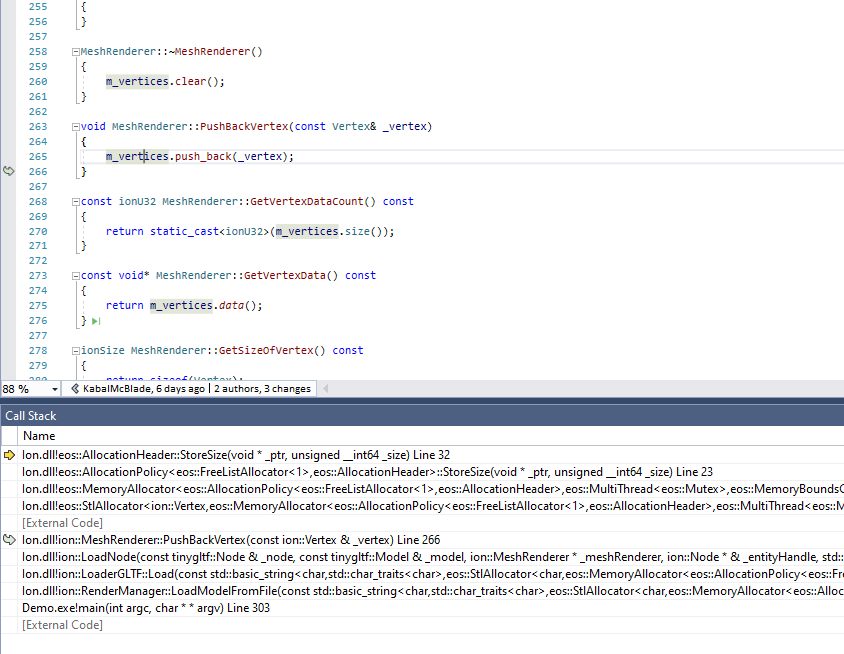 255 {
256 }
257
258 MeshRenderer::~MeshRenderer()
259 {
260 m_vertices.clear();
261 }
262
263 void MeshRenderer::PushBackVertex(const Vertex& _vertex)
264 {
265 m_vertices.push_back(_vertex);
266 }
267
268 const ionU32 MeshRenderer::GetVertexDataCount() const
269 {
270 return static_cast<ionU32>(m_vertices.size());
271 }
272
273 const void* MeshRenderer::GetVertexData() const
274 {
275 return m_vertices.data();
276 }
277
278 ionSize MeshRenderer::GetSizeOfVertex() const
279 {
280 return sizeof(Vertex);
88 % KabalMcBlade, 6 days ago | 2 authors, 3 changes
Call Stack
Name
Ion.dll!eos::AllocationHeader::StoreSize(void * _ptr, unsigned __int64 _size) Line 32
Ion.dll!eos::AllocationPolicy<eos::FreeListAllocator<1>,eos::AllocationHeader>::StoreSize(void * _ptr, unsigned __int64 _size) Line 23
Ion.dll!eos::MemoryAllocator<eos::AllocationPolicy<eos::FreeListAllocator<1>,eos::AllocationHeader>,eos::MultiThread<eos::Mutex>,eos::MemoryBoundsC
Ion.dll!eos::StlAllocator<ion::Vertex,eos::MemoryAllocator<eos::AllocationPolicy<eos::FreeListAllocator<1>,eos::AllocationHeader>,eos::MultiThread<eos::M
[External Code]
Ion.dll!ion::MeshRenderer::PushBackVertex(const ion::Vertex & _vertex) Line 266
Ion.dll!ion::LoadNode(const tinygltf::Node & _node, const tinygltf::Model & _model, ion::MeshRenderer * _meshRenderer, ion::Node * & _entityHandle, std::
Ion.dll!ion::LoaderGLTF::Load(const std::basic_string<char,std::char_traits<char>,eos::StlAllocator<char,eos::MemoryAllocator<eos::AllocationPolicy<eos::Fre
Ion.dll!ion::RenderManager::LoadModelFromFile(const std::basic_string<char,std::char_traits<char>,eos::StlAllocator<char,eos::MemoryAllocator<eos::Alloc
Demo.exe!main(int argc, char * * argv) Line 303
[External Code]